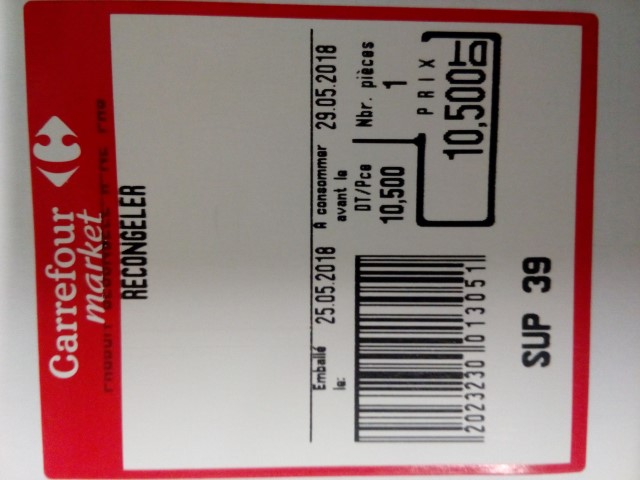 Carrefour
market
RECONGELER
Emballé le: 25.05.2018 À consommer avant le 29.05.2018
DT/Pce Nbr. pièces
10,500 1
PRIX
10,500DT
2023230 013051
SUP 39